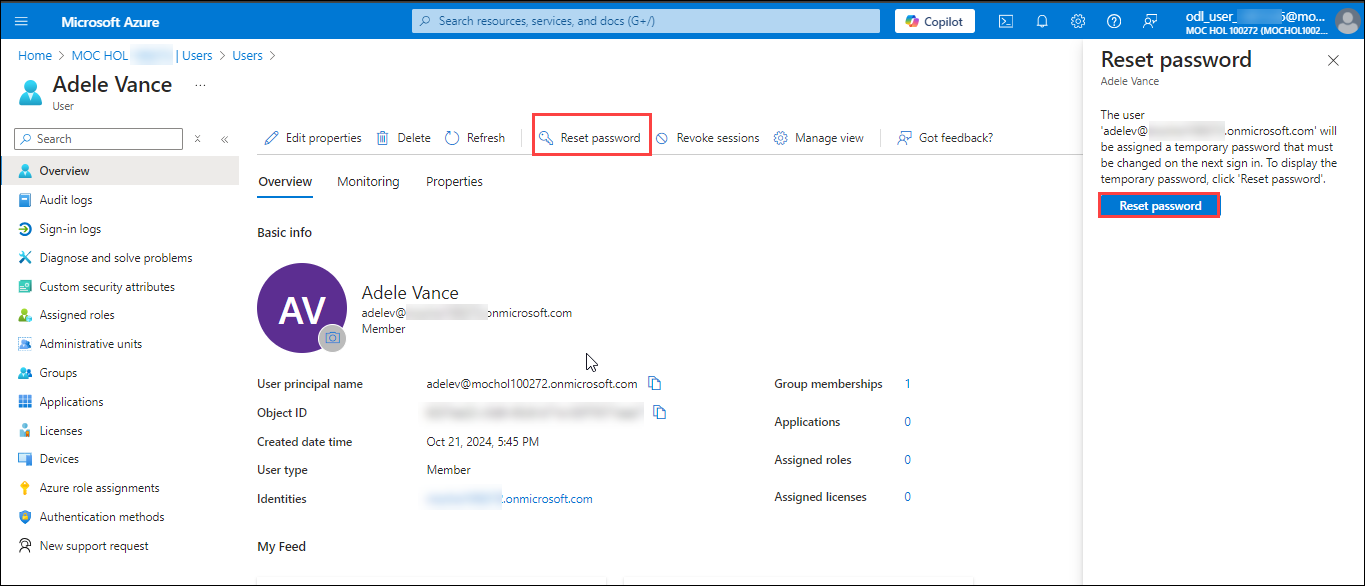 Microsoft Azure
Search resources, services, and docs (G+/)
Copilot
odl_user_
@mo...
MOC HOL 100272 (MOCHOL1002...
Home > MOC HOL
| Users > Users >
Adele Vance
...
User
Search
Overview
Audit logs
Sign-in logs
Diagnose and solve problems
Custom security attributes
Assigned roles
Administrative units
Groups
Applications
Licenses
Devices
Azure role assignments
Authentication methods
New support request
Edit properties
Delete
Refresh
Reset password
Revoke sessions
Manage view
Got feedback?
Overview
Monitoring
Properties
Basic info
AV
Adele Vance
adelev@
onmicrosoft.com
Member
User principal name
adelev@mochol100272.onmicrosoft.com
Object ID
Created date time
Oct 21, 2024, 5:45 PM
User type
Member
Identities
.onmicrosoft.com
Group memberships
1
Applications
0
Assigned roles
0
Assigned licenses
0
My Feed
Reset password
Adele Vance
The user
'adelev@
.onmicrosoft.com' will
be assigned a temporary password that must
be changed on the next sign in. To display the
temporary password, click 'Reset password'.
Reset password